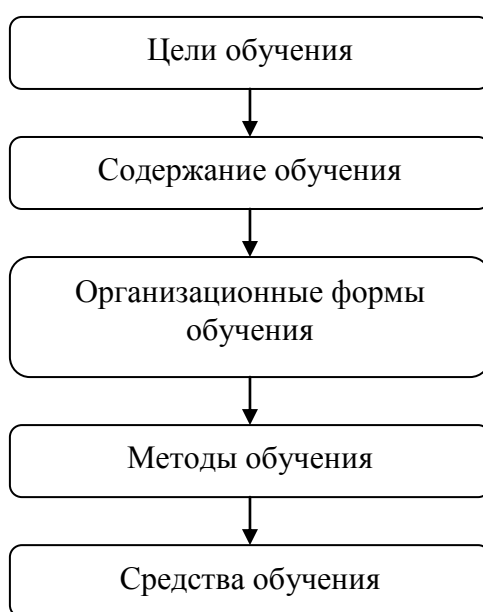 Цели обучения
Содержание обучения
Организационные формы
обучения
Методы обучения
Средства обучения